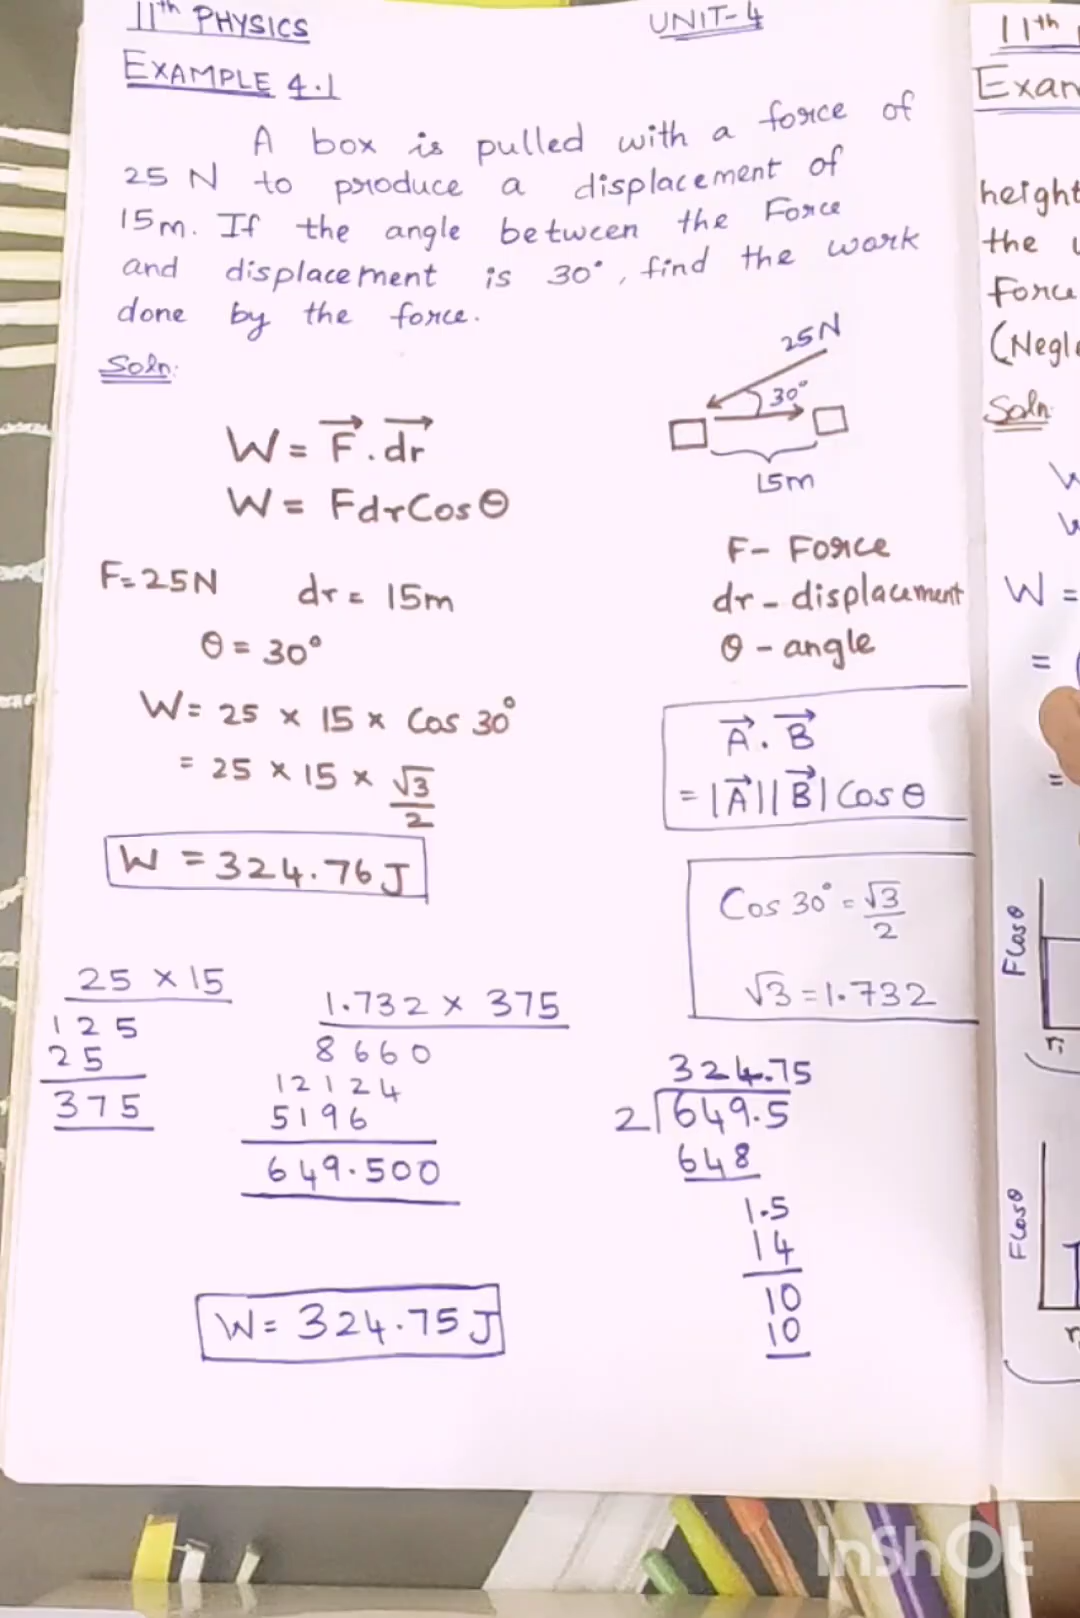 11th PHYSICS UNIT-4
EXAMPLE 4.1
A box is pulled with a force of
25 N to produce a displacement of
15m. If the angle between the Force
and displacement is 30°, find the work
done by the force.
Soln:
25N
30°
15m
W = F⃗ . dr⃗
W = FdrCosθ
F=25N dr = 15m
θ = 30°
F- Force
dr - displacement
θ - angle
W= 25 × 15 × Cos 30°
= 25 × 15 × √3/2
W = 324.76 J
A⃗ . B⃗
= |A⃗||B⃗| Cos θ
Cos 30° = √3/2
√3 = 1.732
25 × 15
125
25
375
1.732 × 375
8660
12124
5196
649.500
324.75
2 649.5
648
1.5
14
10
10
W= 324.75 J
11th
height
the
Force
Soln
W =
=
=
FCosθ
FCosθ
InShOt